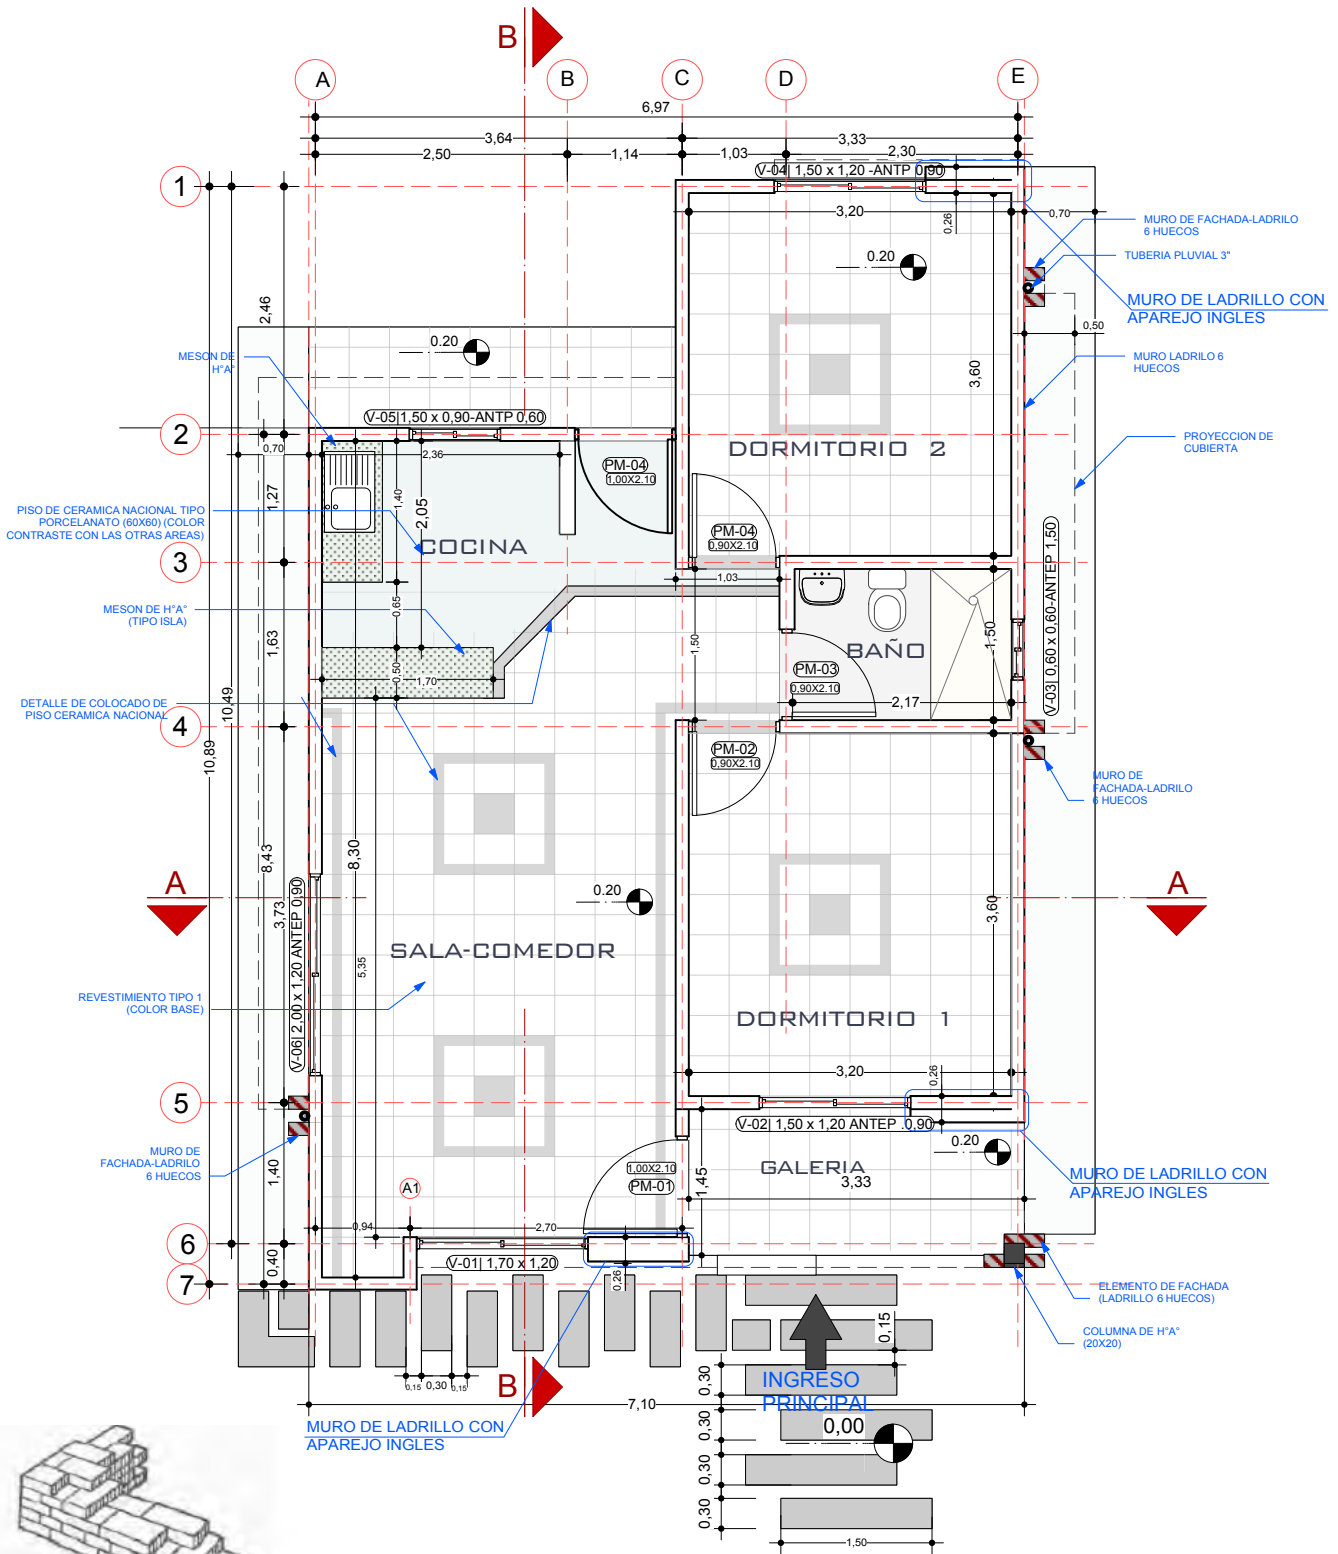 B
A
B
C
D
E
6,97
3,64
3,33
2,50
1,14
1,03
2,30
V-04| 1,50 x 1,20 -ANTP 0,90
1
3,20
0,26
0,70
MURO DE FACHADA-LADRILO
6 HUECOS
TUBERIA PLUVIAL 3"
0.20
MURO DE LADRILLO CON
APAREJO INGLES
2,46
0,50
0.20
MESON DE
H°A°
MURO LADRILO 6
HUECOS
3,60
V-05|1,50 x 0,90-ANTP 0,60
2
0,70
2,36
DORMITORIO 2
PROYECCION DE
CUBIERTA
PM-04
1,00X2.10
1,27
1,40
2,05
PISO DE CERAMICA NACIONAL TIPO
PORCELANATO (60X60) (COLOR
CONTRASTE CON LAS OTRAS AREAS)
COCINA
PM-04
0,90X2.10
3
1,03
V-03| 0,60 x 0,60-ANTEP 1,50
MESON DE H°A°
(TIPO ISLA)
0,65
1,63
1,50
BAÑO
1,50
PM-03
0,90X2.10
0,50
1,70
2,17
DETALLE DE COLOCADO DE
PISO CERAMICA NACIONAL
4
10,49
10,89
PM-02
0,90X2.10
MURO DE
FACHADA-LADRILO
6 HUECOS
8,43
8,30
A
A
0.20
3,73
3,60
V-06| 2,00 x 1,20 ANTEP 0,90
SALA-COMEDOR
5,35
REVESTIMIENTO TIPO 1
(COLOR BASE)
DORMITORIO 1
3,20
0,26
5
V-02| 1,50 x 1,20 ANTEP .0,90
0.20
MURO DE
FACHADA-LADRILO
6 HUECOS
1,40
1,00X2.10
PM-01
1,45
GALERIA
3,33
MURO DE LADRILLO CON
APAREJO INGLES
A1
0,94
2,70
6
V-01| 1,70 x 1,20
0,26
0,40
7
ELEMENTO DE FACHADA
(LADRILLO 6 HUECOS)
COLUMNA DE H°A°
(20X20)
0,15
0,15
0,30
0,15
B
0,30
INGRESO
PRINCIPAL
7,10
0,00
MURO DE LADRILLO CON
APAREJO INGLES
0,30
0,30
0,30
1,50